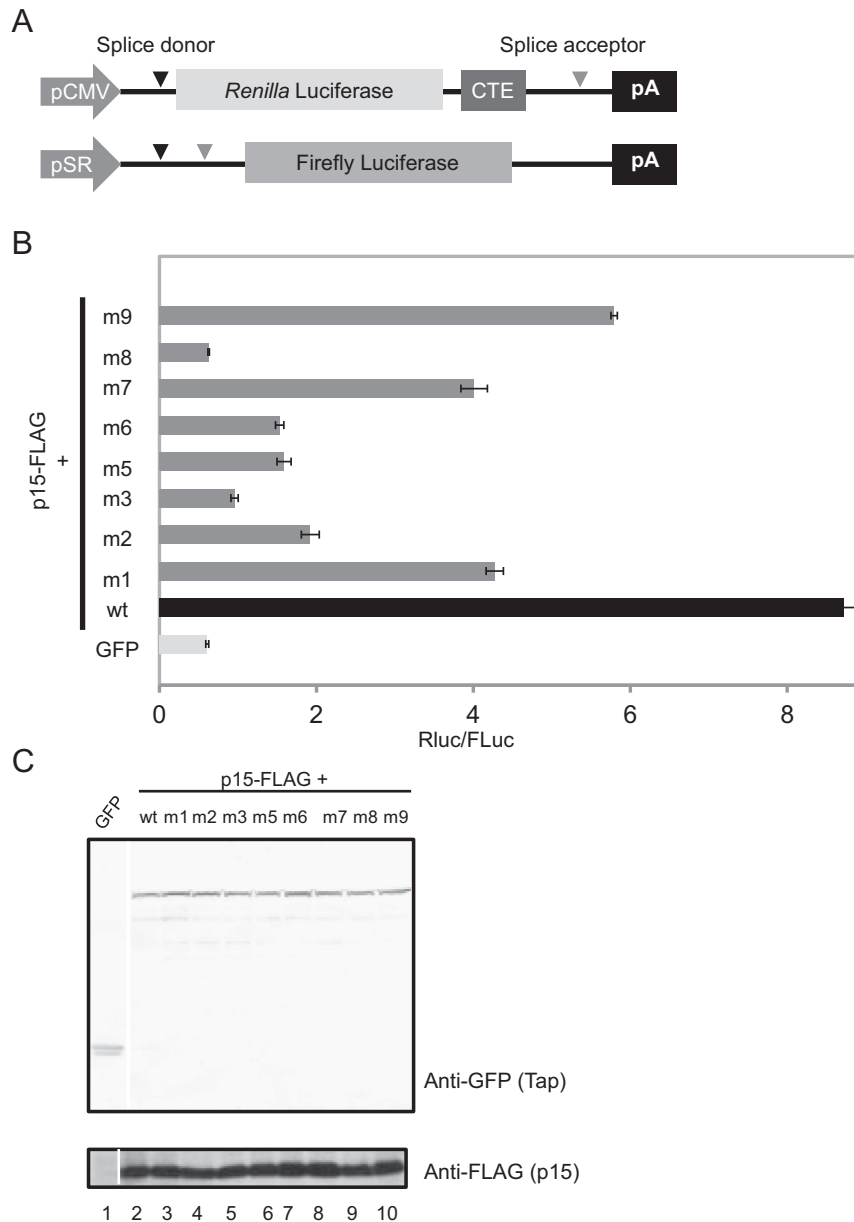 A
Splice donor
Splice acceptor
pCMV
Renilla Luciferase
CTE
pA
pSR
Firefly Luciferase
pA
B
p15-FLAG
+
m9
m8
m7
m6
m5
m3
m2
m1
wt
GFP
0 2 4 6 8
Rluc/FLuc
C
p15-FLAG +
GFP wt m1 m2 m3 m5 m6 m7 m8 m9
Anti-GFP (Tap)
Anti-FLAG (p15)
1 2 3 4 5 6 7 8 9 10